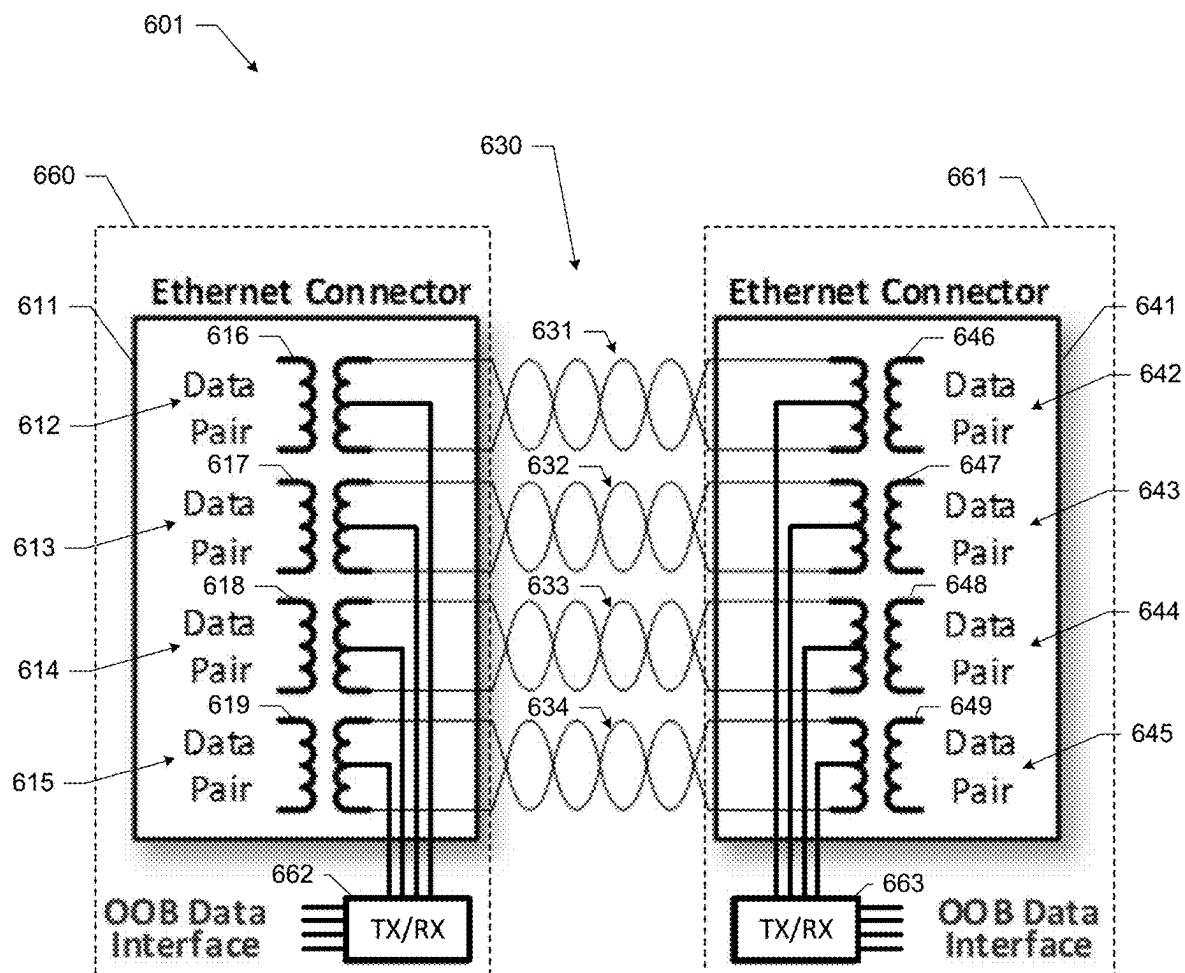 601
630
660
661
Ethernet Connector
Ethernet Connector
611
641
616
631
646
Data
Pair
612
Data
Pair
642
617
632
647
Data
Pair
613
Data
Pair
643
618
633
648
Data
Pair
614
Data
Pair
644
619
634
649
Data
Pair
615
Data
Pair
645
662
663
OOB Data
Interface
TX/RX
TX/RX
OOB Data
Interface